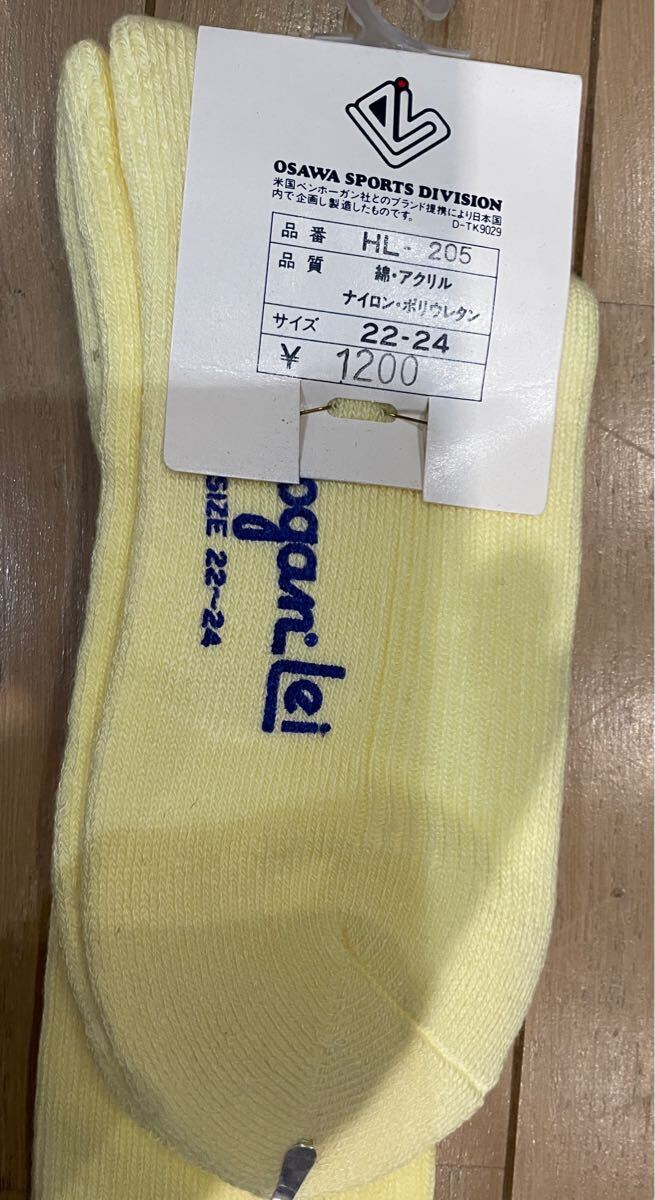 OSAWA SPORTS DIVISION
米国ベンホーガン社とのブランド提携により日本国
内で企画し製造したものです。 D-TK9029
品番 HL-205
品質 綿・アクリル
ナイロン・ポリウレタン
サイズ 22-24
¥ 1200
ogan Lei
SIZE 22~24